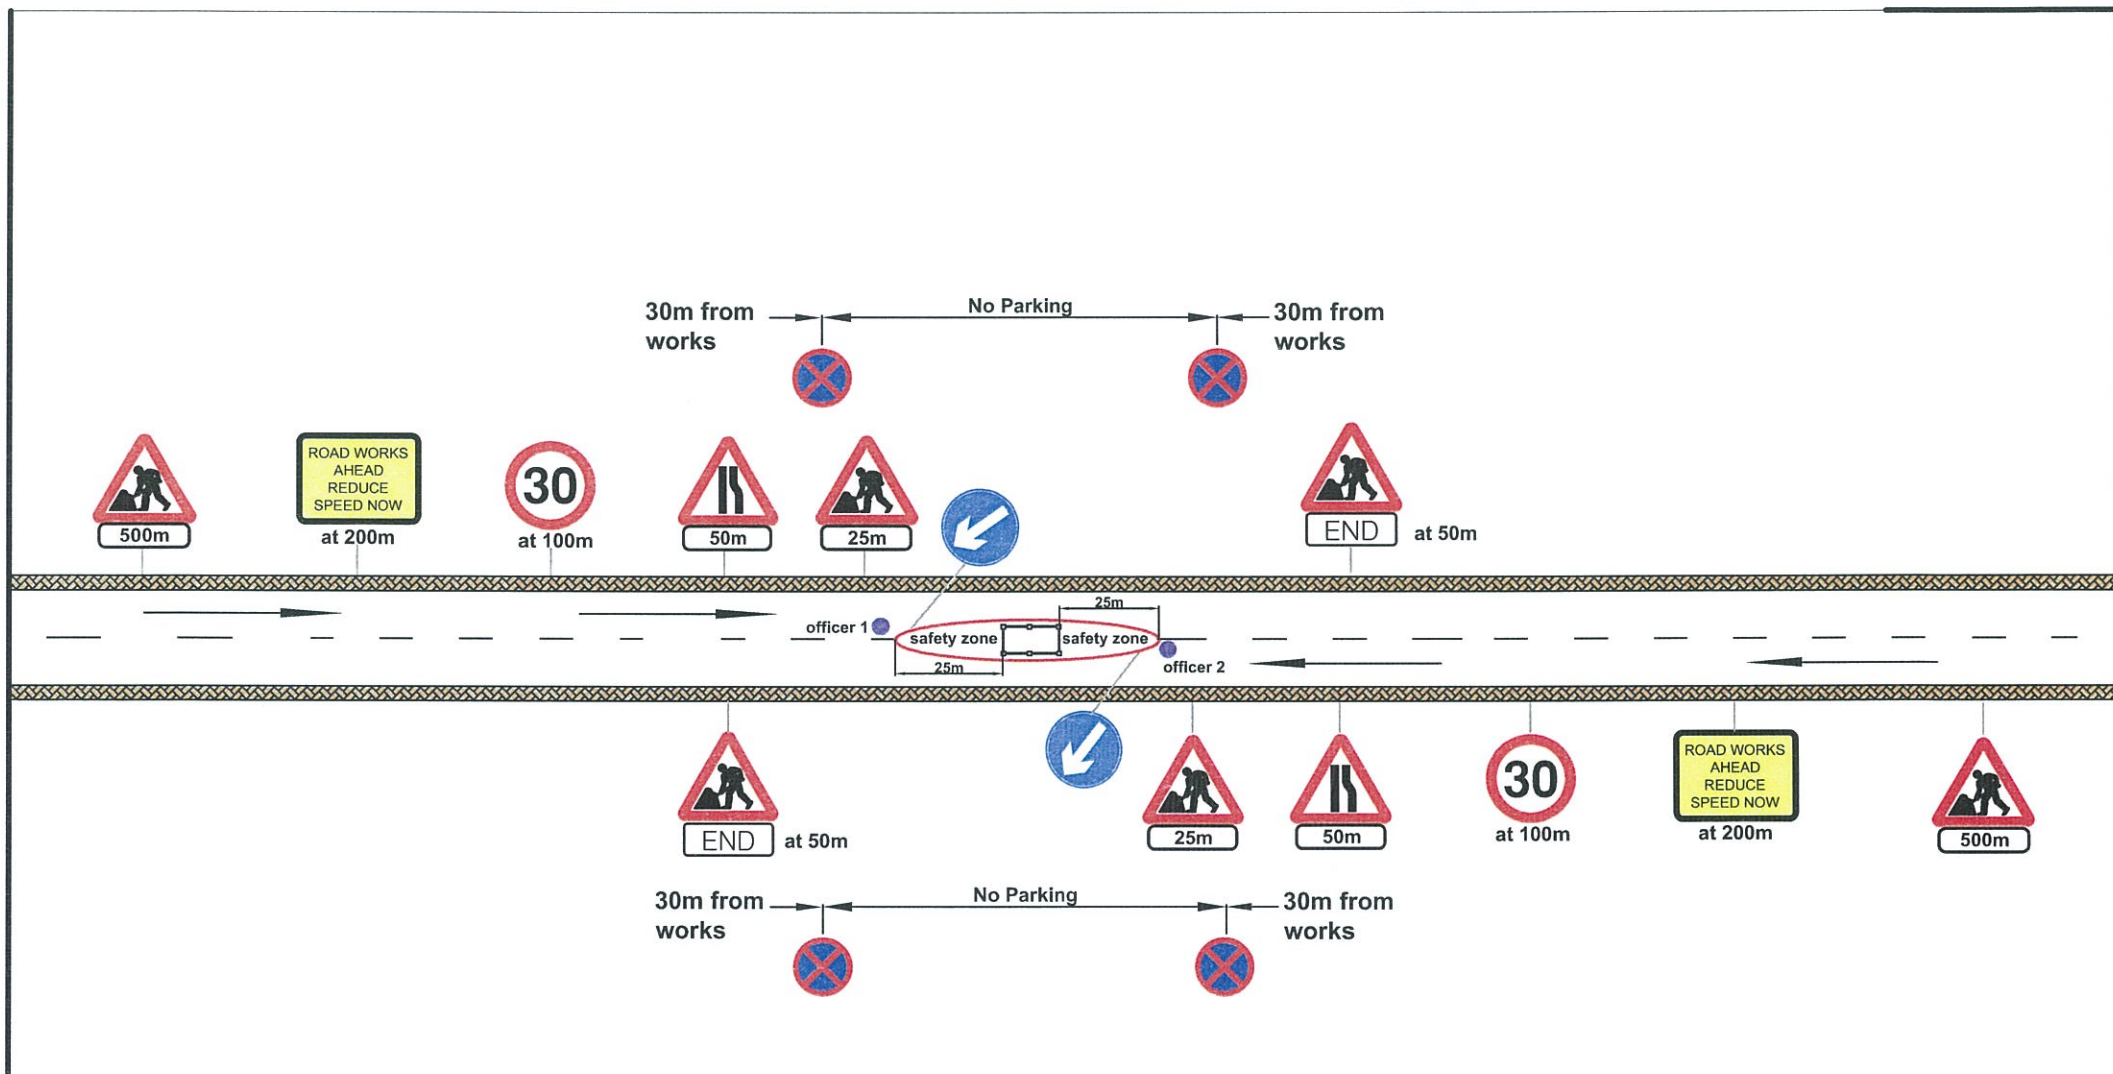 No Parking
30m from
works
30m from
works
ROAD WORKS
AHEAD
REDUCE
SPEED NOW
at 200m
500m
30
at 100m
50m
25m
END
at 50m
officer 1
safety zone
25m
25m
safety zone
officer 2
END
at 50m
25m
50m
30
at 100m
ROAD WORKS
AHEAD
REDUCE
SPEED NOW
at 200m
500m
No Parking
30m from
works
30m from
works